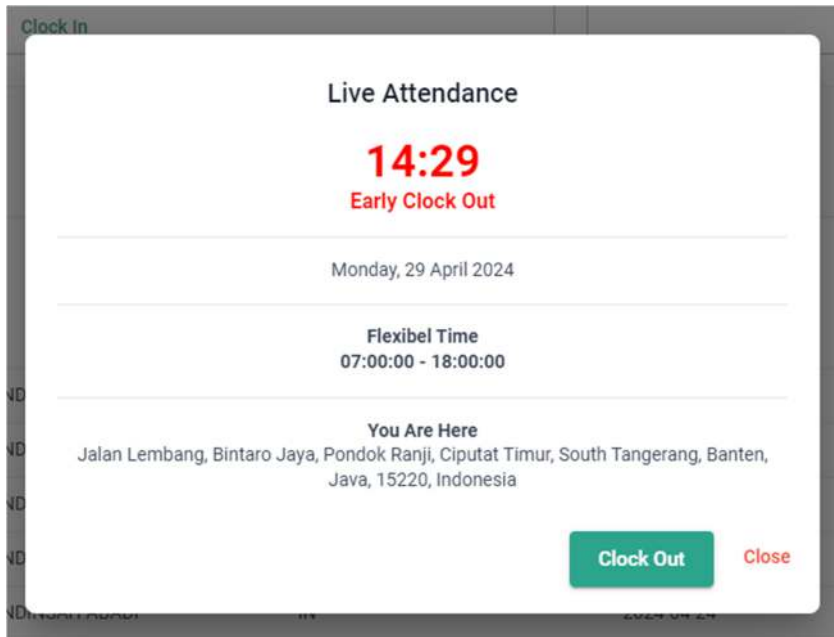 Clock In
Live Attendance
14:29
Early Clock Out
Monday, 29 April 2024
Flexibel Time
07:00:00 - 18:00:00
You Are Here
Jalan Lembang, Bintaro Jaya, Pondok Ranji, Ciputat Timur, South Tangerang, Banten,
Java, 15220, Indonesia
Clock Out Close